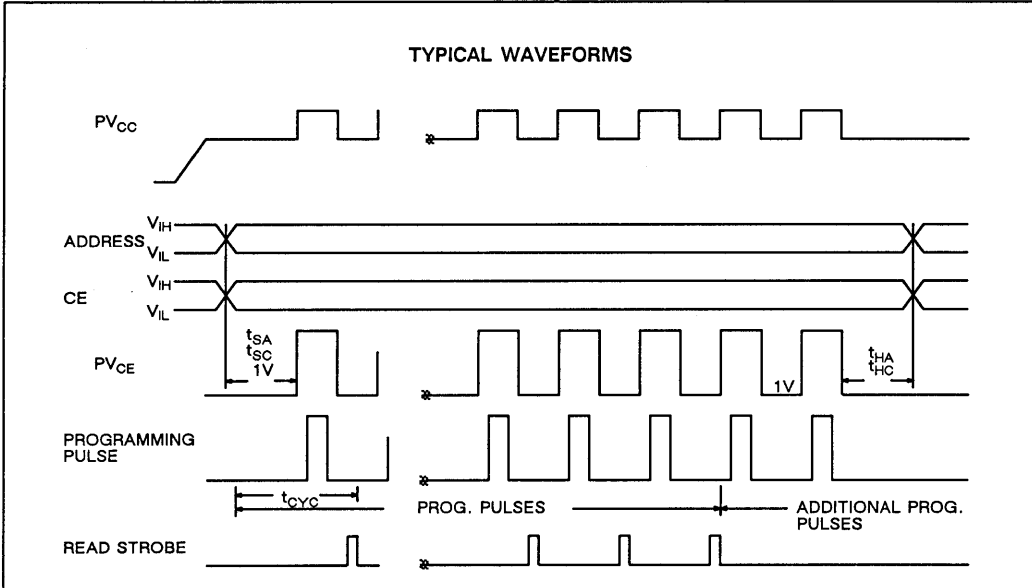 TYPICAL WAVEFORMS
PVCC
ADDRESS
VIH
VIL
CE
VIH
VIL
PVCE
tSA
tSC
1V
1V
tHA
tHC
PROGRAMMING
PULSE
tCYC
PROG. PULSES
ADDITIONAL PROG.
PULSES
READ STROBE